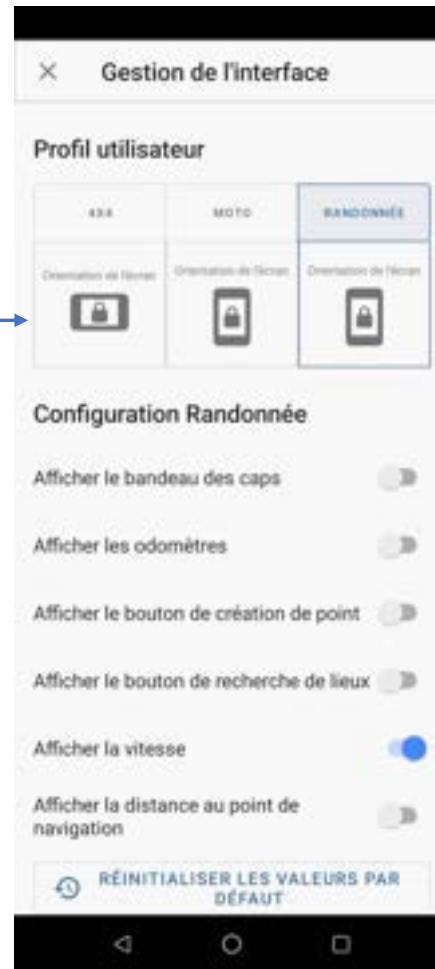 Gestion de l'interface
Profil utilisateur
4X4
MOTO
RANDONNÉE
Orientation de l'écran
Orientation de l'écran
Orientation de l'écran
Configuration Randonnée
Afficher le bandeau des caps
Afficher les odomètres
Afficher le bouton de création de point
Afficher le bouton de recherche de lieux
Afficher la vitesse
Afficher la distance au point de
navigation
RÉINITIALISER LES VALEURS PAR
DÉFAUT